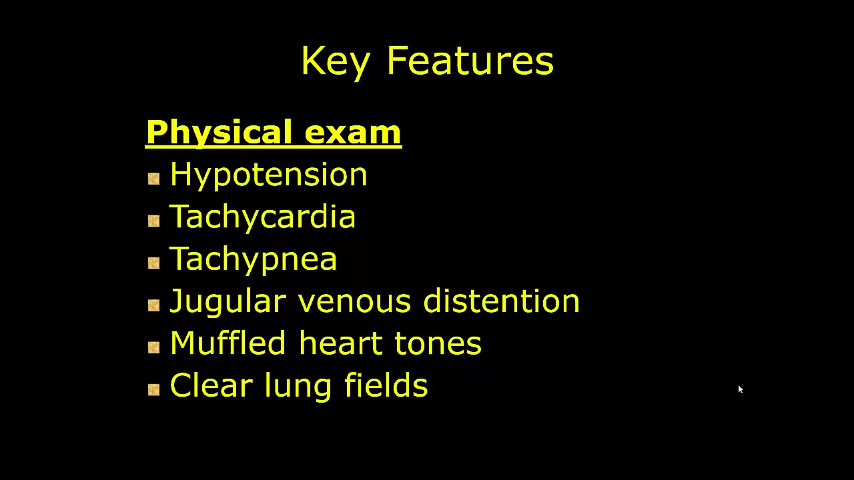 Key Features
Physical exam
Hypotension
Tachycardia
Tachypnea
Jugular venous distention
Muffled heart tones
Clear lung fields